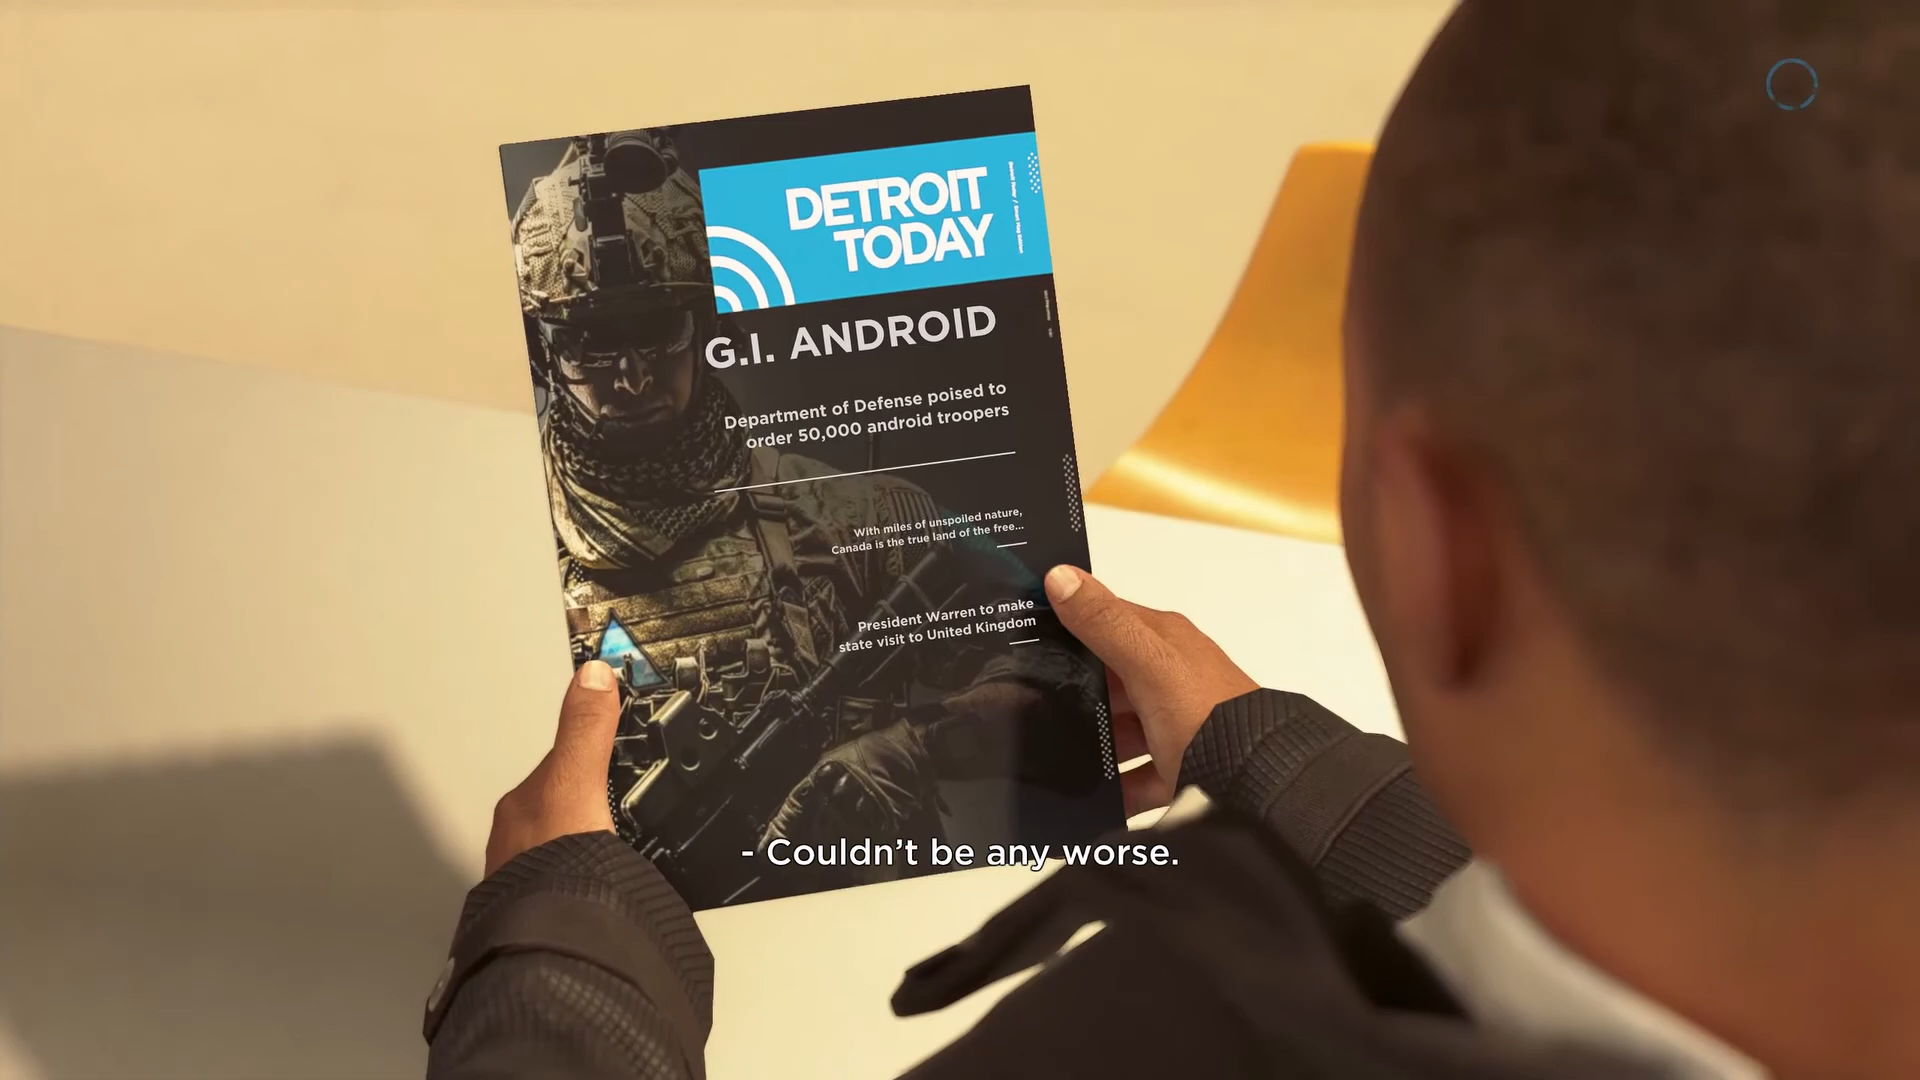 DETROIT
TODAY
G.I. ANDROID
Department of Defense poised to
order 50,000 android troopers
With miles of unspoiled nature,
Canada is the true land of the free...
President Warren to make
state visit to United Kingdom
- Couldn't be any worse.